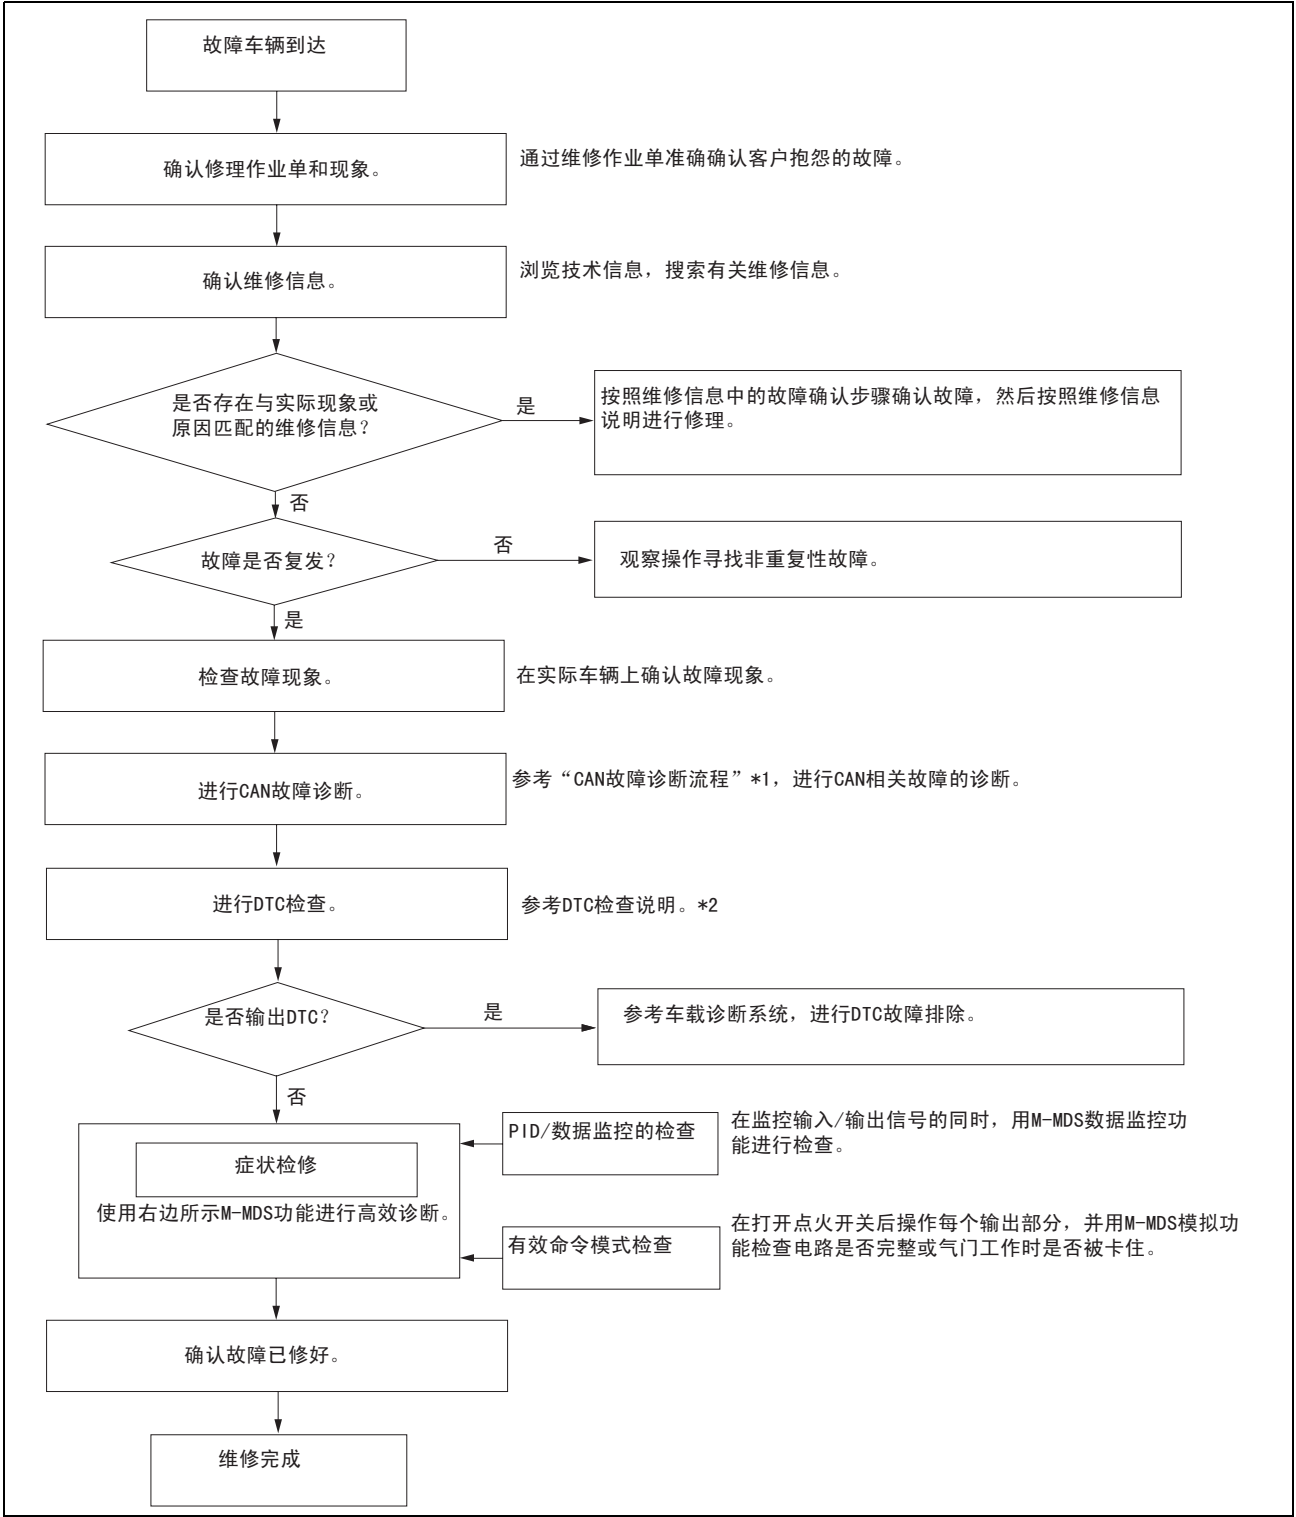 故障车辆到达
确认修理作业单和现象。
通过维修作业单准确确认客户抱怨的故障。
确认维修信息。
浏览技术信息，搜索有关维修信息。
是否存在与实际现象或
原因匹配的维修信息？
是
按照维修信息中的故障确认步骤确认故障，然后按照维修信息
说明进行修理。
否
故障是否复发？
否
观察操作寻找非重复性故障。
是
检查故障现象。
在实际车辆上确认故障现象。
进行CAN故障诊断。
参考“CAN故障诊断流程”*1，进行CAN相关故障的诊断。
进行DTC检查。
参考DTC检查说明。*2
是否输出DTC？
是
参考车载诊断系统，进行DTC故障排除。
否
PID/数据监控的检查
在监控输入/输出信号的同时，用M-MDS数据监控功
能进行检查。
症状检修
使用右边所示M-MDS功能进行高效诊断。
有效命令模式检查
在打开点火开关后操作每个输出部分，并用M-MDS模拟功
能检查电路是否完整或气门工作时是否被卡住。
确认故障已修好。
维修完成